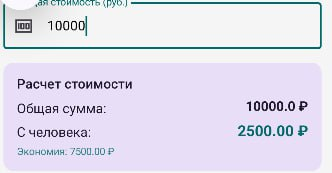 стоимость (руб.)
10000
Расчет стоимости
Общая сумма: 10000.0 ₽
С человека: 2500.00 ₽
Экономия: 7500.00 ₽